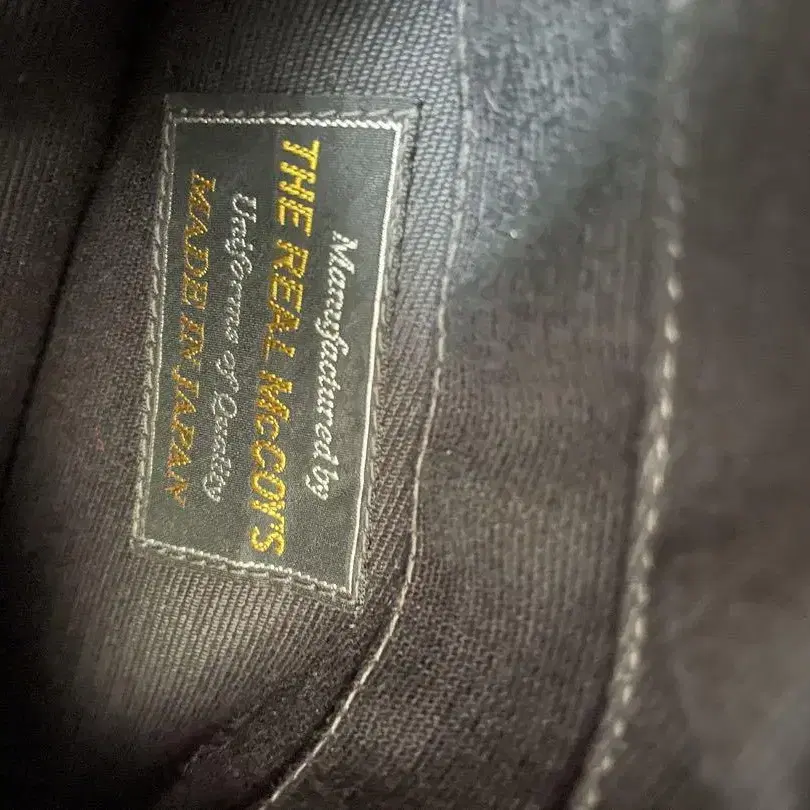 Manufactured by
THE REAL McCOY'S
Uniforms of Quality
MADE IN JAPAN